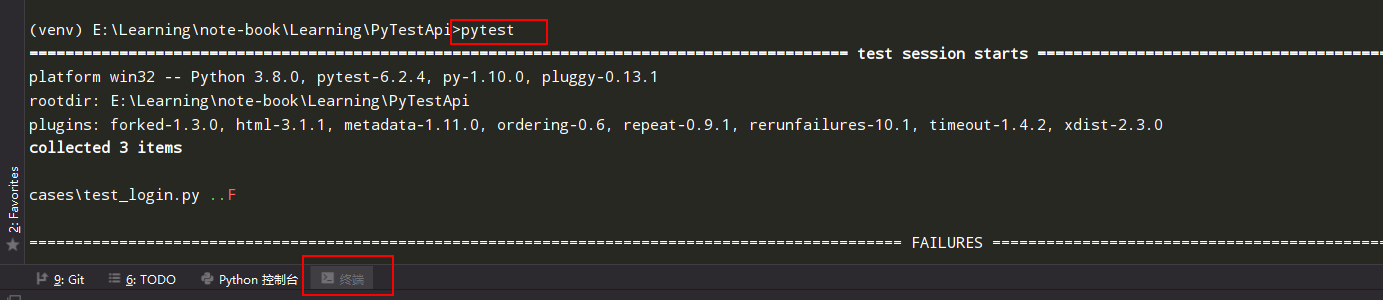 (venv) E:\Learning\note-book\Learning\PyTestApi>pytest
============================================================================================ test session starts =======================================
platform win32 -- Python 3.8.0, pytest-6.2.4, py-1.10.0, pluggy-0.13.1
rootdir: E:\Learning\note-book\Learning\PyTestApi
plugins: forked-1.3.0, html-3.1.1, metadata-1.11.0, ordering-0.6, repeat-0.9.1, rerunfailures-10.1, timeout-1.4.2, xdist-2.3.0
collected 3 items
cases\test_login.py ..F
================================================================================================== FAILURES ============================================
2: Favorites
9: Git 6: TODO Python 控制台 终端